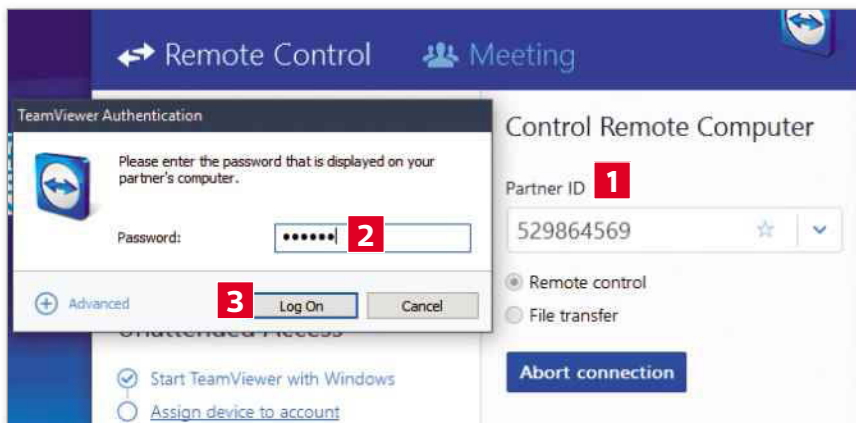 Remote Control
Meeting
TeamViewer Authentication
Please enter the password that is displayed on your
partner's computer.
Password:
●●●●●●
2
Advanced
3
Log On
Cancel
Control Remote Computer
Partner ID
1
529864569
Remote control
File transfer
Abort connection
Unattended Access
Start TeamViewer with Windows
Assign device to account